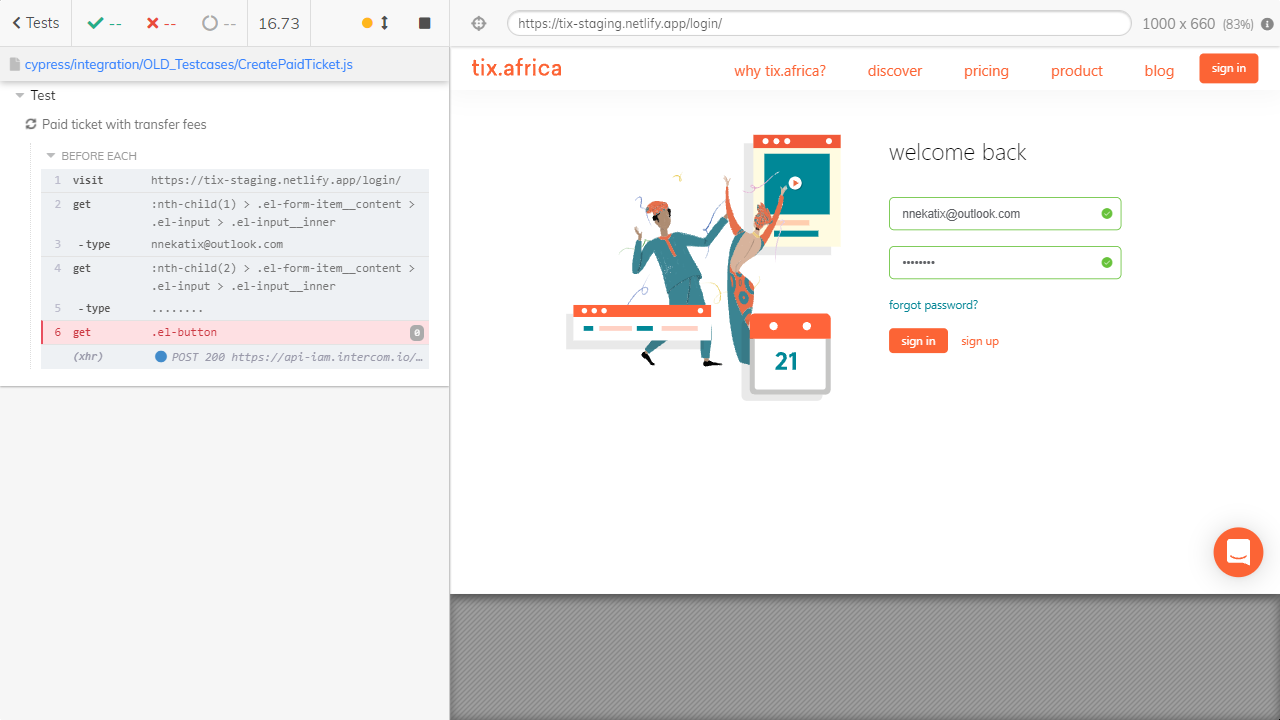 Tests
--
--
--
16.73
https://tix-staging.netlify.app/login/
1000 x 660 (83%)
cypress/integration/OLD_Testcases/CreatePaidTicket.js
Test
Paid ticket with transfer fees
BEFORE EACH
1 visit https://tix-staging.netlify.app/login/
2 get :nth-child(1) > .el-form-item__content >
.el-input > .el-input__inner
3 -type nnekatix@outlook.com
4 get :nth-child(2) > .el-form-item__content >
.el-input > .el-input__inner
5 -type ........
6 get .el-button 0
(xhr) POST 200 https://api-iam.intercom.io/…
tix.africa
why tix.africa?
discover
pricing
product
blog
sign in
21
welcome back
nnekatix@outlook.com
••••••••
forgot password?
sign in
sign up